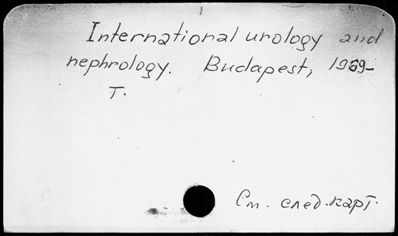 International urology and
nephrology. Budapest, 1969-
T.
См. след. карт.